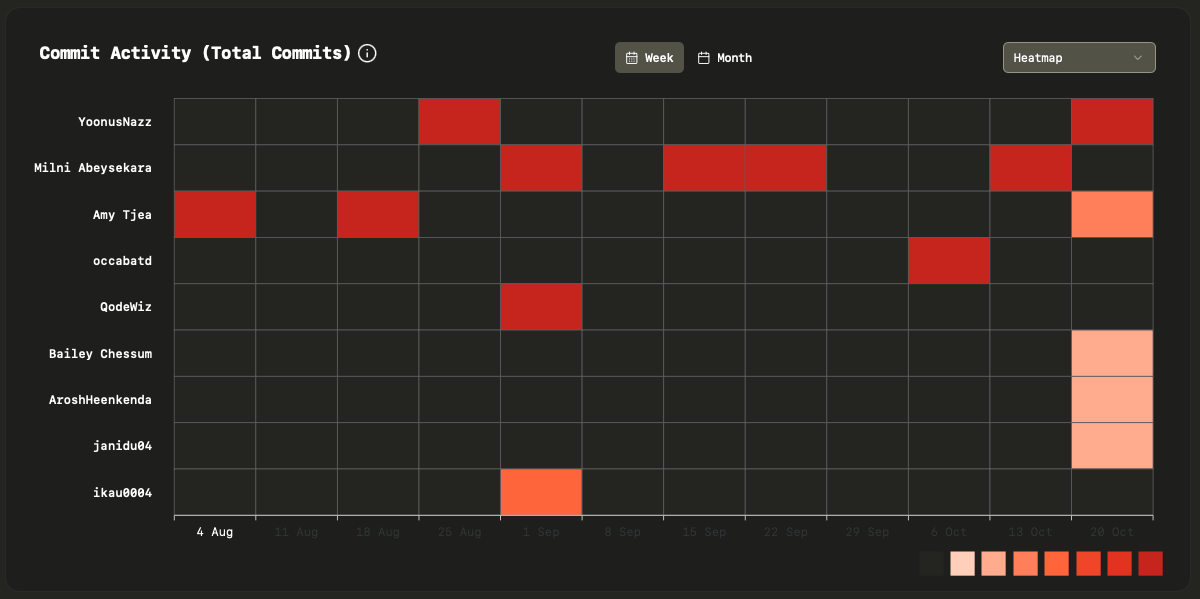 Commit Activity (Total Commits)
Week
Month
Heatmap
YoonusNazz
Milni Abeysekara
Amy Tjea
occabatd
QodeWiz
Bailey Chessum
AroshHeenkenda
janidu04
ikau0004
4 Aug 11 Aug 18 Aug 25 Aug 1 Sep 8 Sep 15 Sep 22 Sep 29 Sep 6 Oct 13 Oct 20 Oct